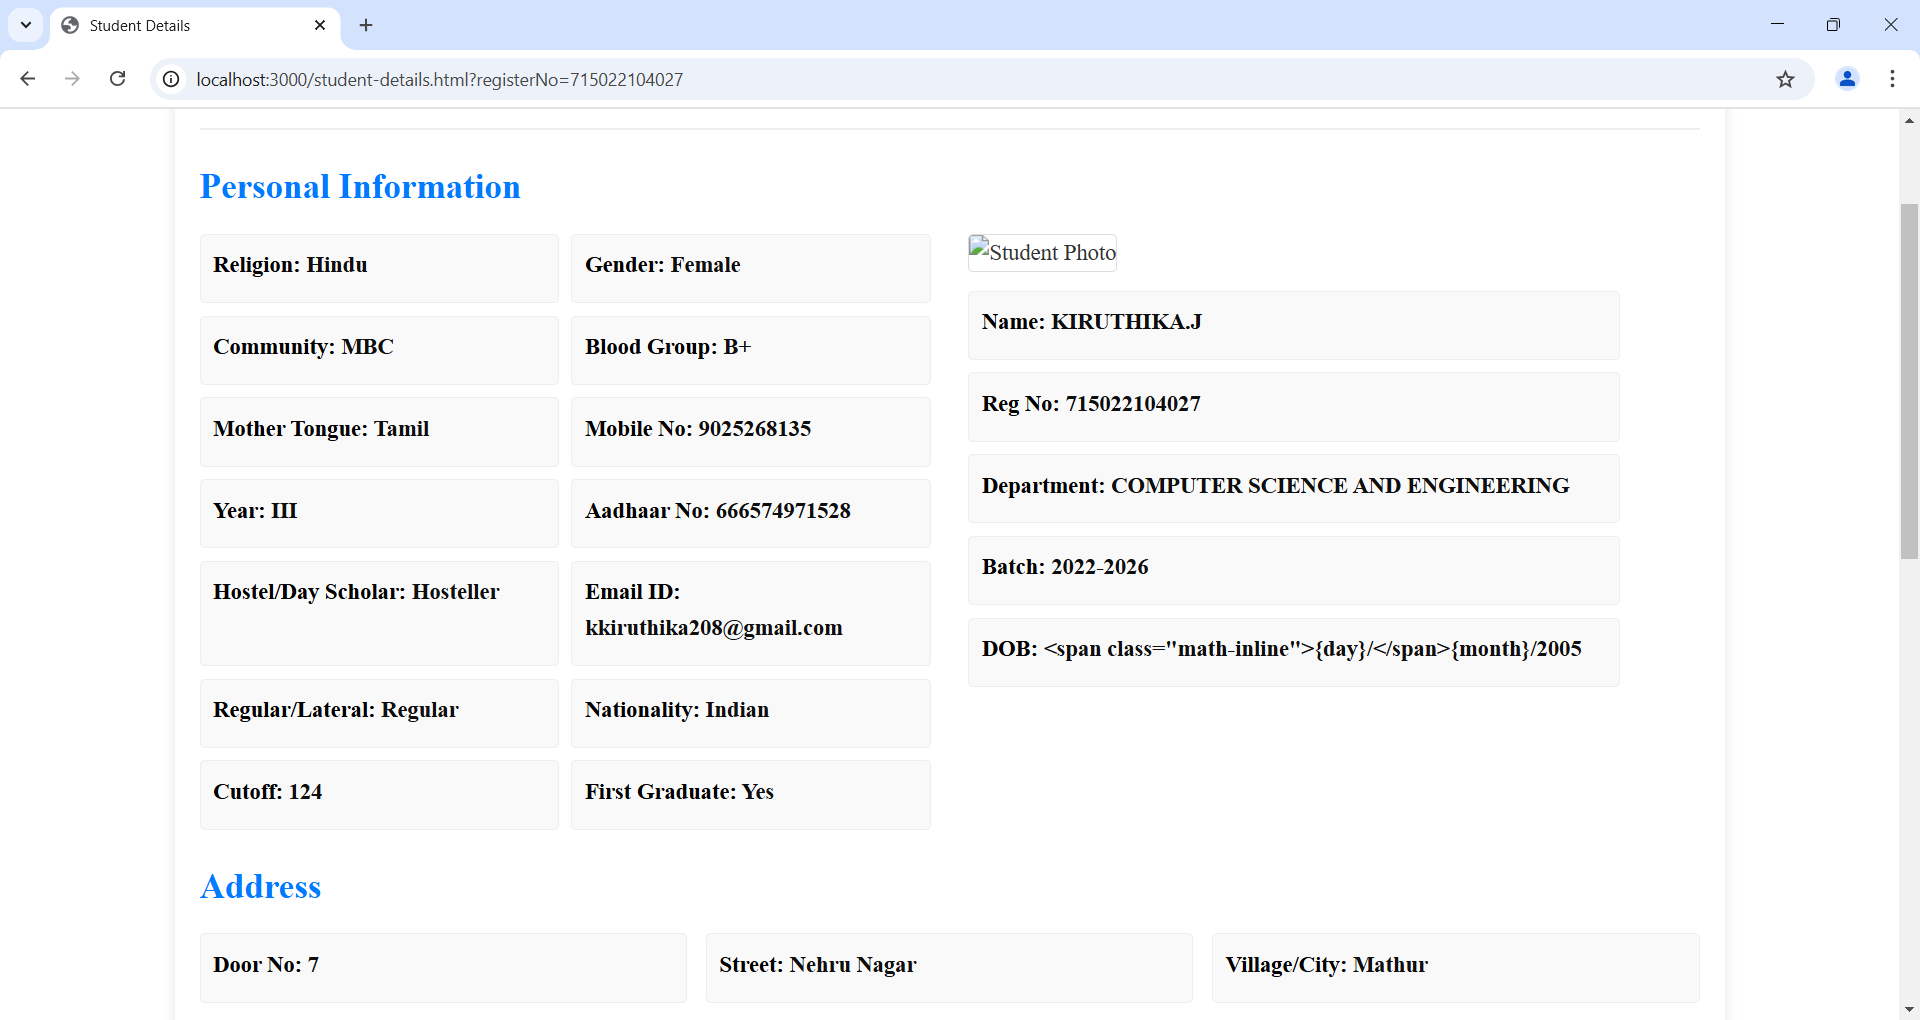 Student Details
localhost:3000/student-details.html?registerNo=715022104027
Personal Information
Religion: Hindu
Gender: Female
Community: MBC
Blood Group: B+
Mother Tongue: Tamil
Mobile No: 9025268135
Year: III
Aadhaar No: 666574971528
Hostel/Day Scholar: Hosteller
Email ID:
kkiruthika208@gmail.com
Regular/Lateral: Regular
Nationality: Indian
Cutoff: 124
First Graduate: Yes
Student Photo
Name: KIRUTHIKA.J
Reg No: 715022104027
Department: COMPUTER SCIENCE AND ENGINEERING
Batch: 2022-2026
DOB: <span class="math-inline">{day}/</span>{month}/2005
Address
Door No: 7
Street: Nehru Nagar
Village/City: Mathur